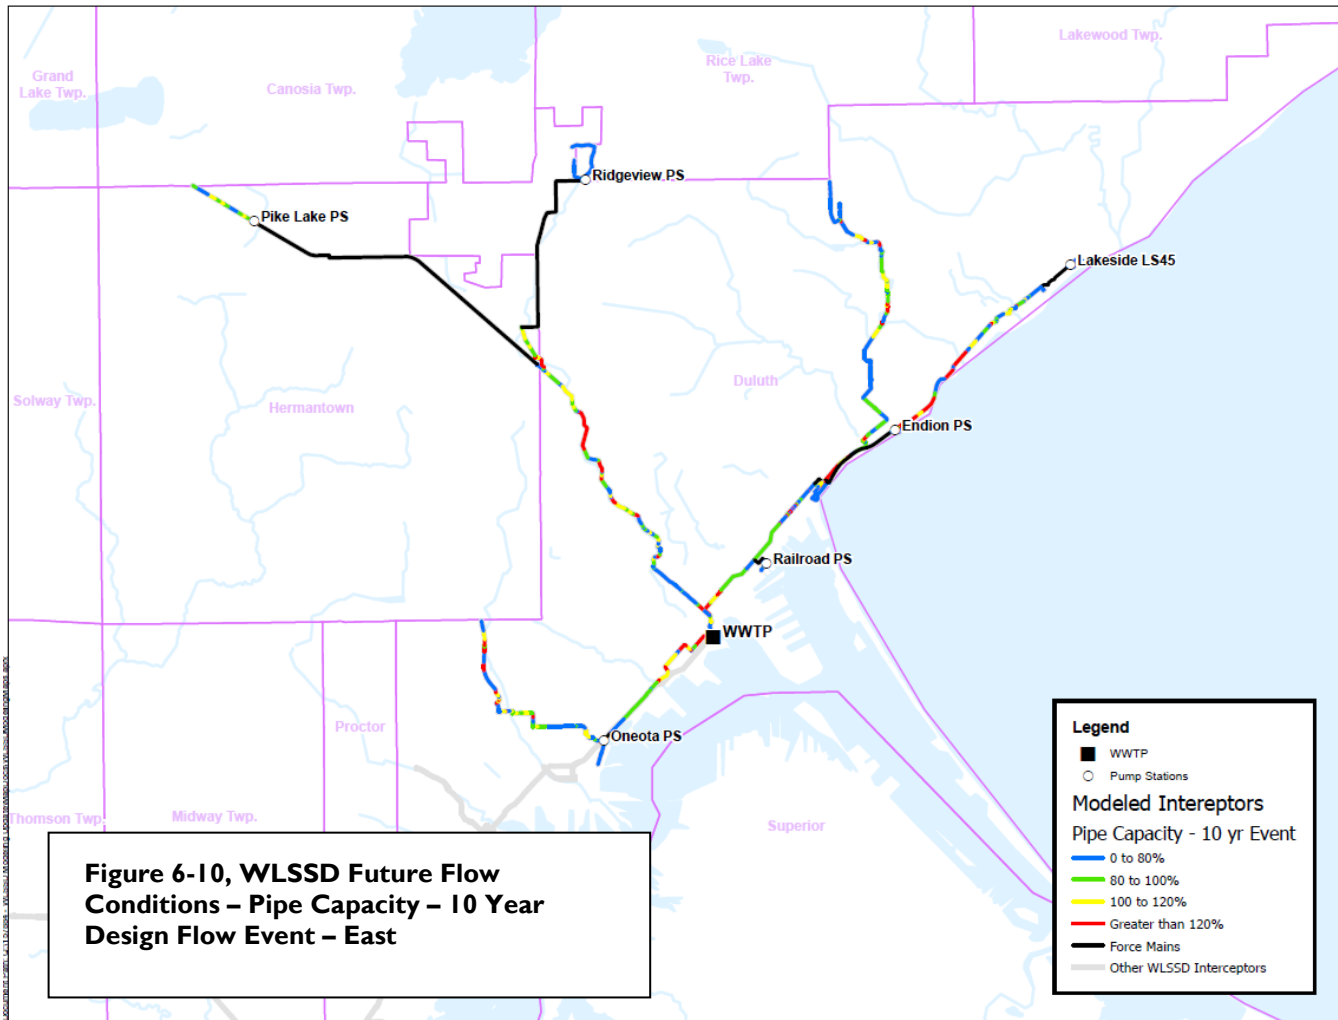 Lakewood Twp.
Rice Lake
Twp.
Grand
Lake Twp.
Canosia Twp.
Ridgeview PS
Pike Lake PS
Lakeside LS45
Duluth
Solway Twp.
Hermantown
Endion PS
Railroad PS
WWTP
Oneota PS
Proctor
Thomson Twp.
Midway Twp.
Superior
Figure 6-10, WLSSD Future Flow
Conditions – Pipe Capacity – 10 Year
Design Flow Event – East
Legend
WWTP
Pump Stations
Modeled Intereptors
Pipe Capacity - 10 yr Event
0 to 80%
80 to 100%
100 to 120%
Greater than 120%
Force Mains
Other WLSSD Interceptors